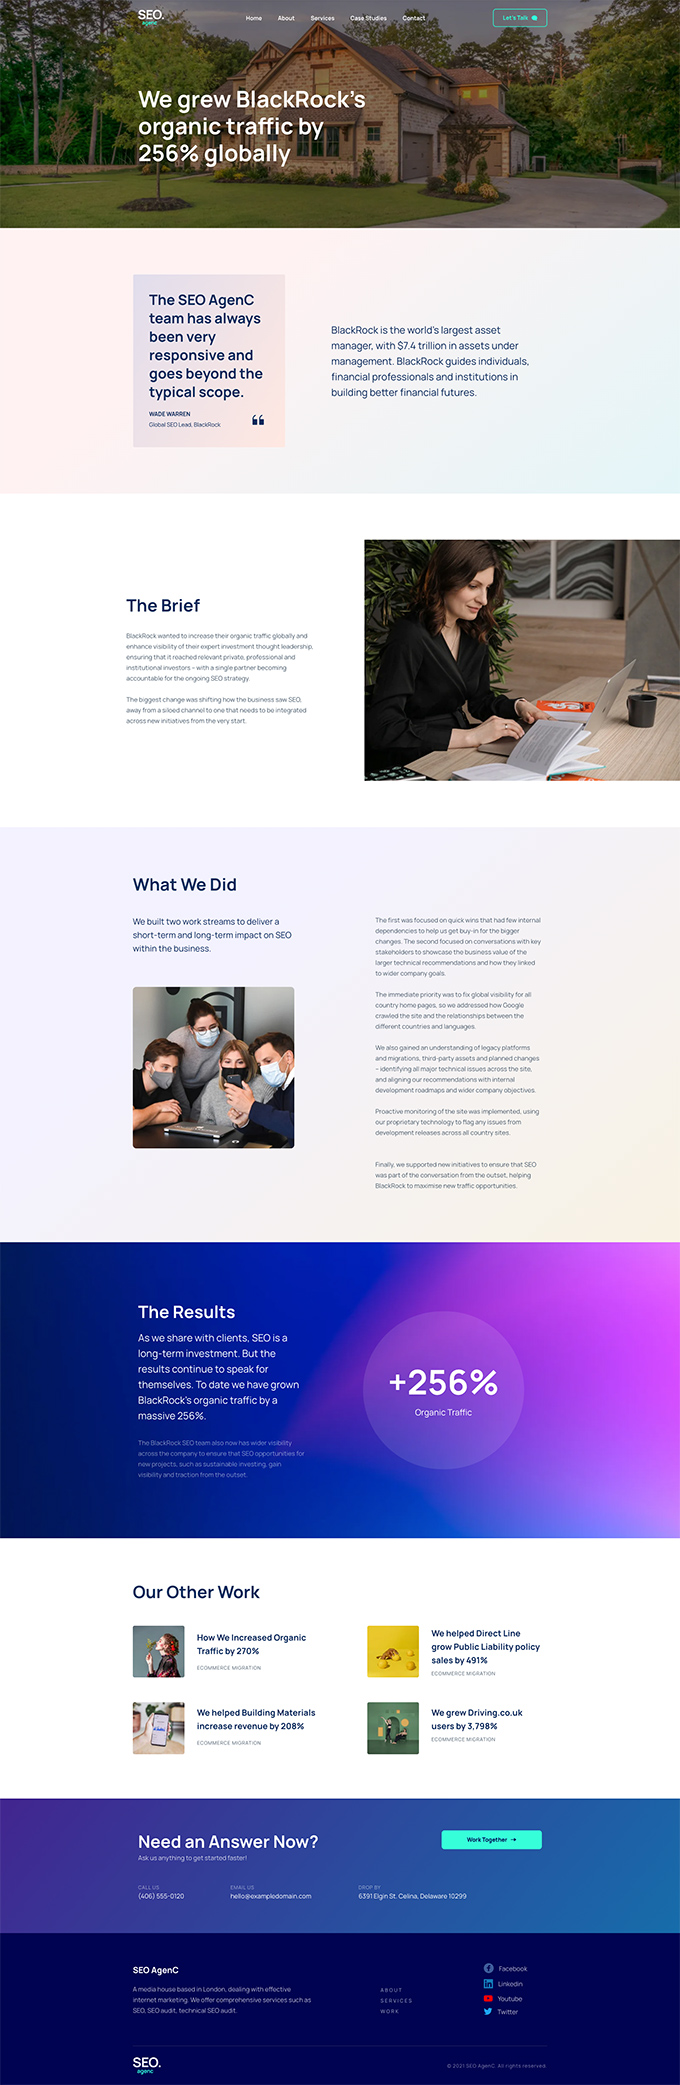 SEO.
agenc
Home
About
Services
Case Studies
Contact
Let's Talk
We grew BlackRock's
organic traffic by
256% globally
The SEO AgenC
team has always
been very
responsive and
goes beyond the
typical scope.
WADE WARREN
Global SEO Lead, BlackRock
BlackRock is the world's largest asset
manager, with $7.4 trillion in assets under
management. BlackRock guides individuals,
financial professionals and institutions in
building better financial futures.
The Brief
BlackRock wanted to increase their organic traffic globally and
enhance visibility of their expert investment thought leadership,
ensuring that it reached relevant private, professional and
institutional investors – with a single partner becoming
accountable for the ongoing SEO strategy.
The biggest change was shifting how the business saw SEO,
away from a siloed channel to one that needs to be integrated
across new initiatives from the very start.
What We Did
We built two work streams to deliver a
short-term and long-term impact on SEO
within the business.
The first was focused on quick wins that had few internal
dependencies to help us get buy-in for the bigger
changes. The second focused on conversations with key
stakeholders to showcase the business value of the
larger technical recommendations and how they linked
to wider company goals.
The immediate priority was to fix global visibility for all
country home pages, so we addressed how Google
crawled the site and the relationships between the
different countries and languages.
We also gained an understanding of legacy platforms
and migrations, third-party assets and planned changes
– identifying all major technical issues across the site,
and aligning our recommendations with internal
development roadmaps and wider company objectives.
Proactive monitoring of the site was implemented, using
our proprietary technology to flag any issues from
development releases across all country sites.
Finally, we supported new initiatives to ensure that SEO
was part of the conversation from the outset, helping
BlackRock to maximise new traffic opportunities.
The Results
As we share with clients, SEO is a
long-term investment. But the
results continue to speak for
themselves. To date we have grown
BlackRock's organic traffic by a
massive 256%.
The BlackRock SEO team also now has wider visibility
across the company to ensure that SEO opportunities for
new projects, such as sustainable investing, gain
visibility and traction from the outset.
+256%
Organic Traffic
Our Other Work
How We Increased Organic
Traffic by 270%
ECOMMERCE MIGRATION
We helped Direct Line
grow Public Liability policy
sales by 491%
ECOMMERCE MIGRATION
We helped Building Materials
increase revenue by 208%
ECOMMERCE MIGRATION
We grew Driving.co.uk
users by 3,798%
ECOMMERCE MIGRATION
Need an Answer Now?
Ask us anything to get started faster!
Work Together →
CALL US
(406) 555-0120
EMAIL US
hello@exampledomain.com
DROP BY
6391 Elgin St. Celina, Delaware 10299
SEO AgenC
A media house based in London, dealing with effective
internet marketing. We offer comprehensive services such as
SEO, SEO audit, technical SEO audit
ABOUT
SERVICES
WORK
Facebook
Linkedin
Youtube
Twitter
SEO.
agenc
© 2021 SEO AgenC. All rights reserved.